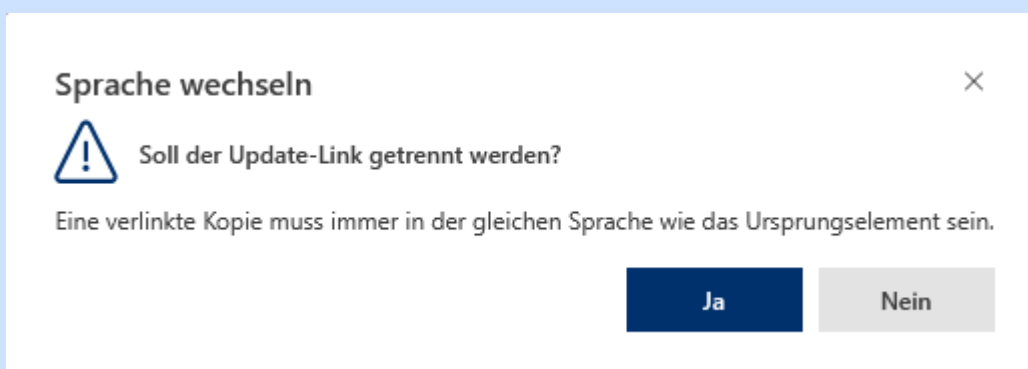 Sprache wechseln
Soll der Update-Link getrennt werden?
Eine verlinkte Kopie muss immer in der gleichen Sprache wie das Ursprungselement sein.
Ja
Nein